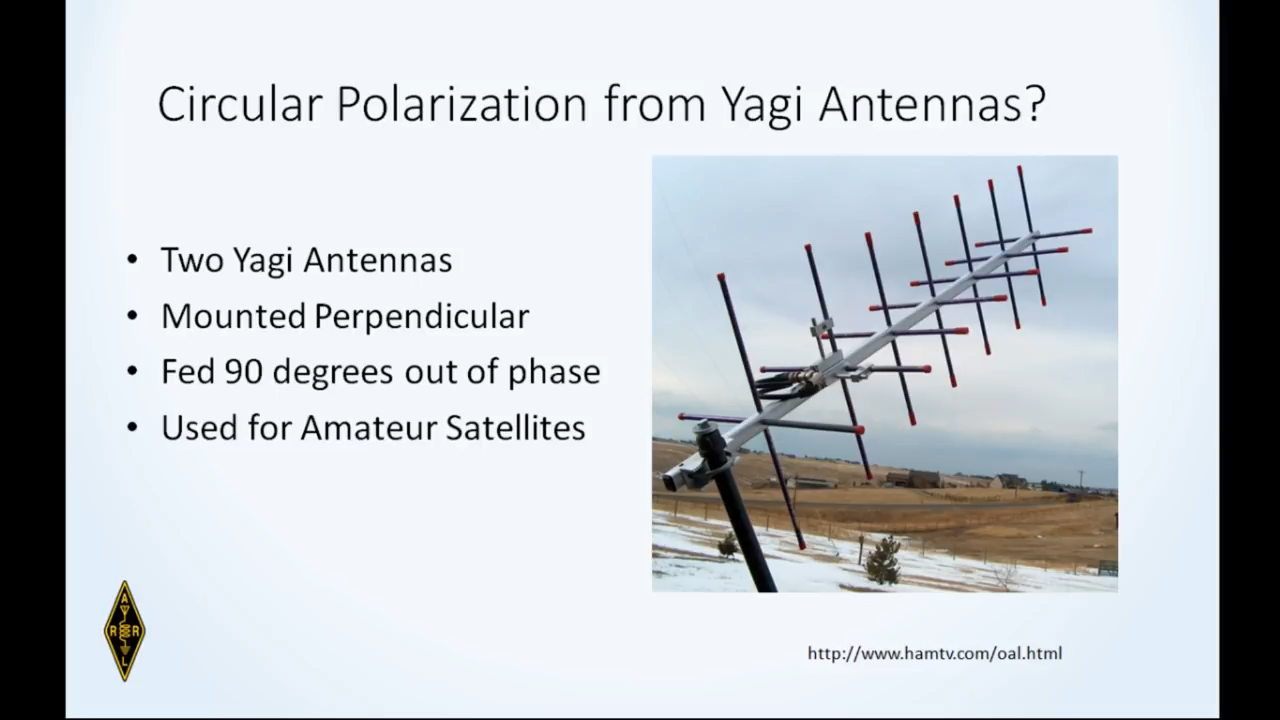 Circular Polarization from Yagi Antennas?
• Two Yagi Antennas
• Mounted Perpendicular
• Fed 90 degrees out of phase
• Used for Amateur Satellites
A
R R
L
http://www.hamtv.com/oal.html